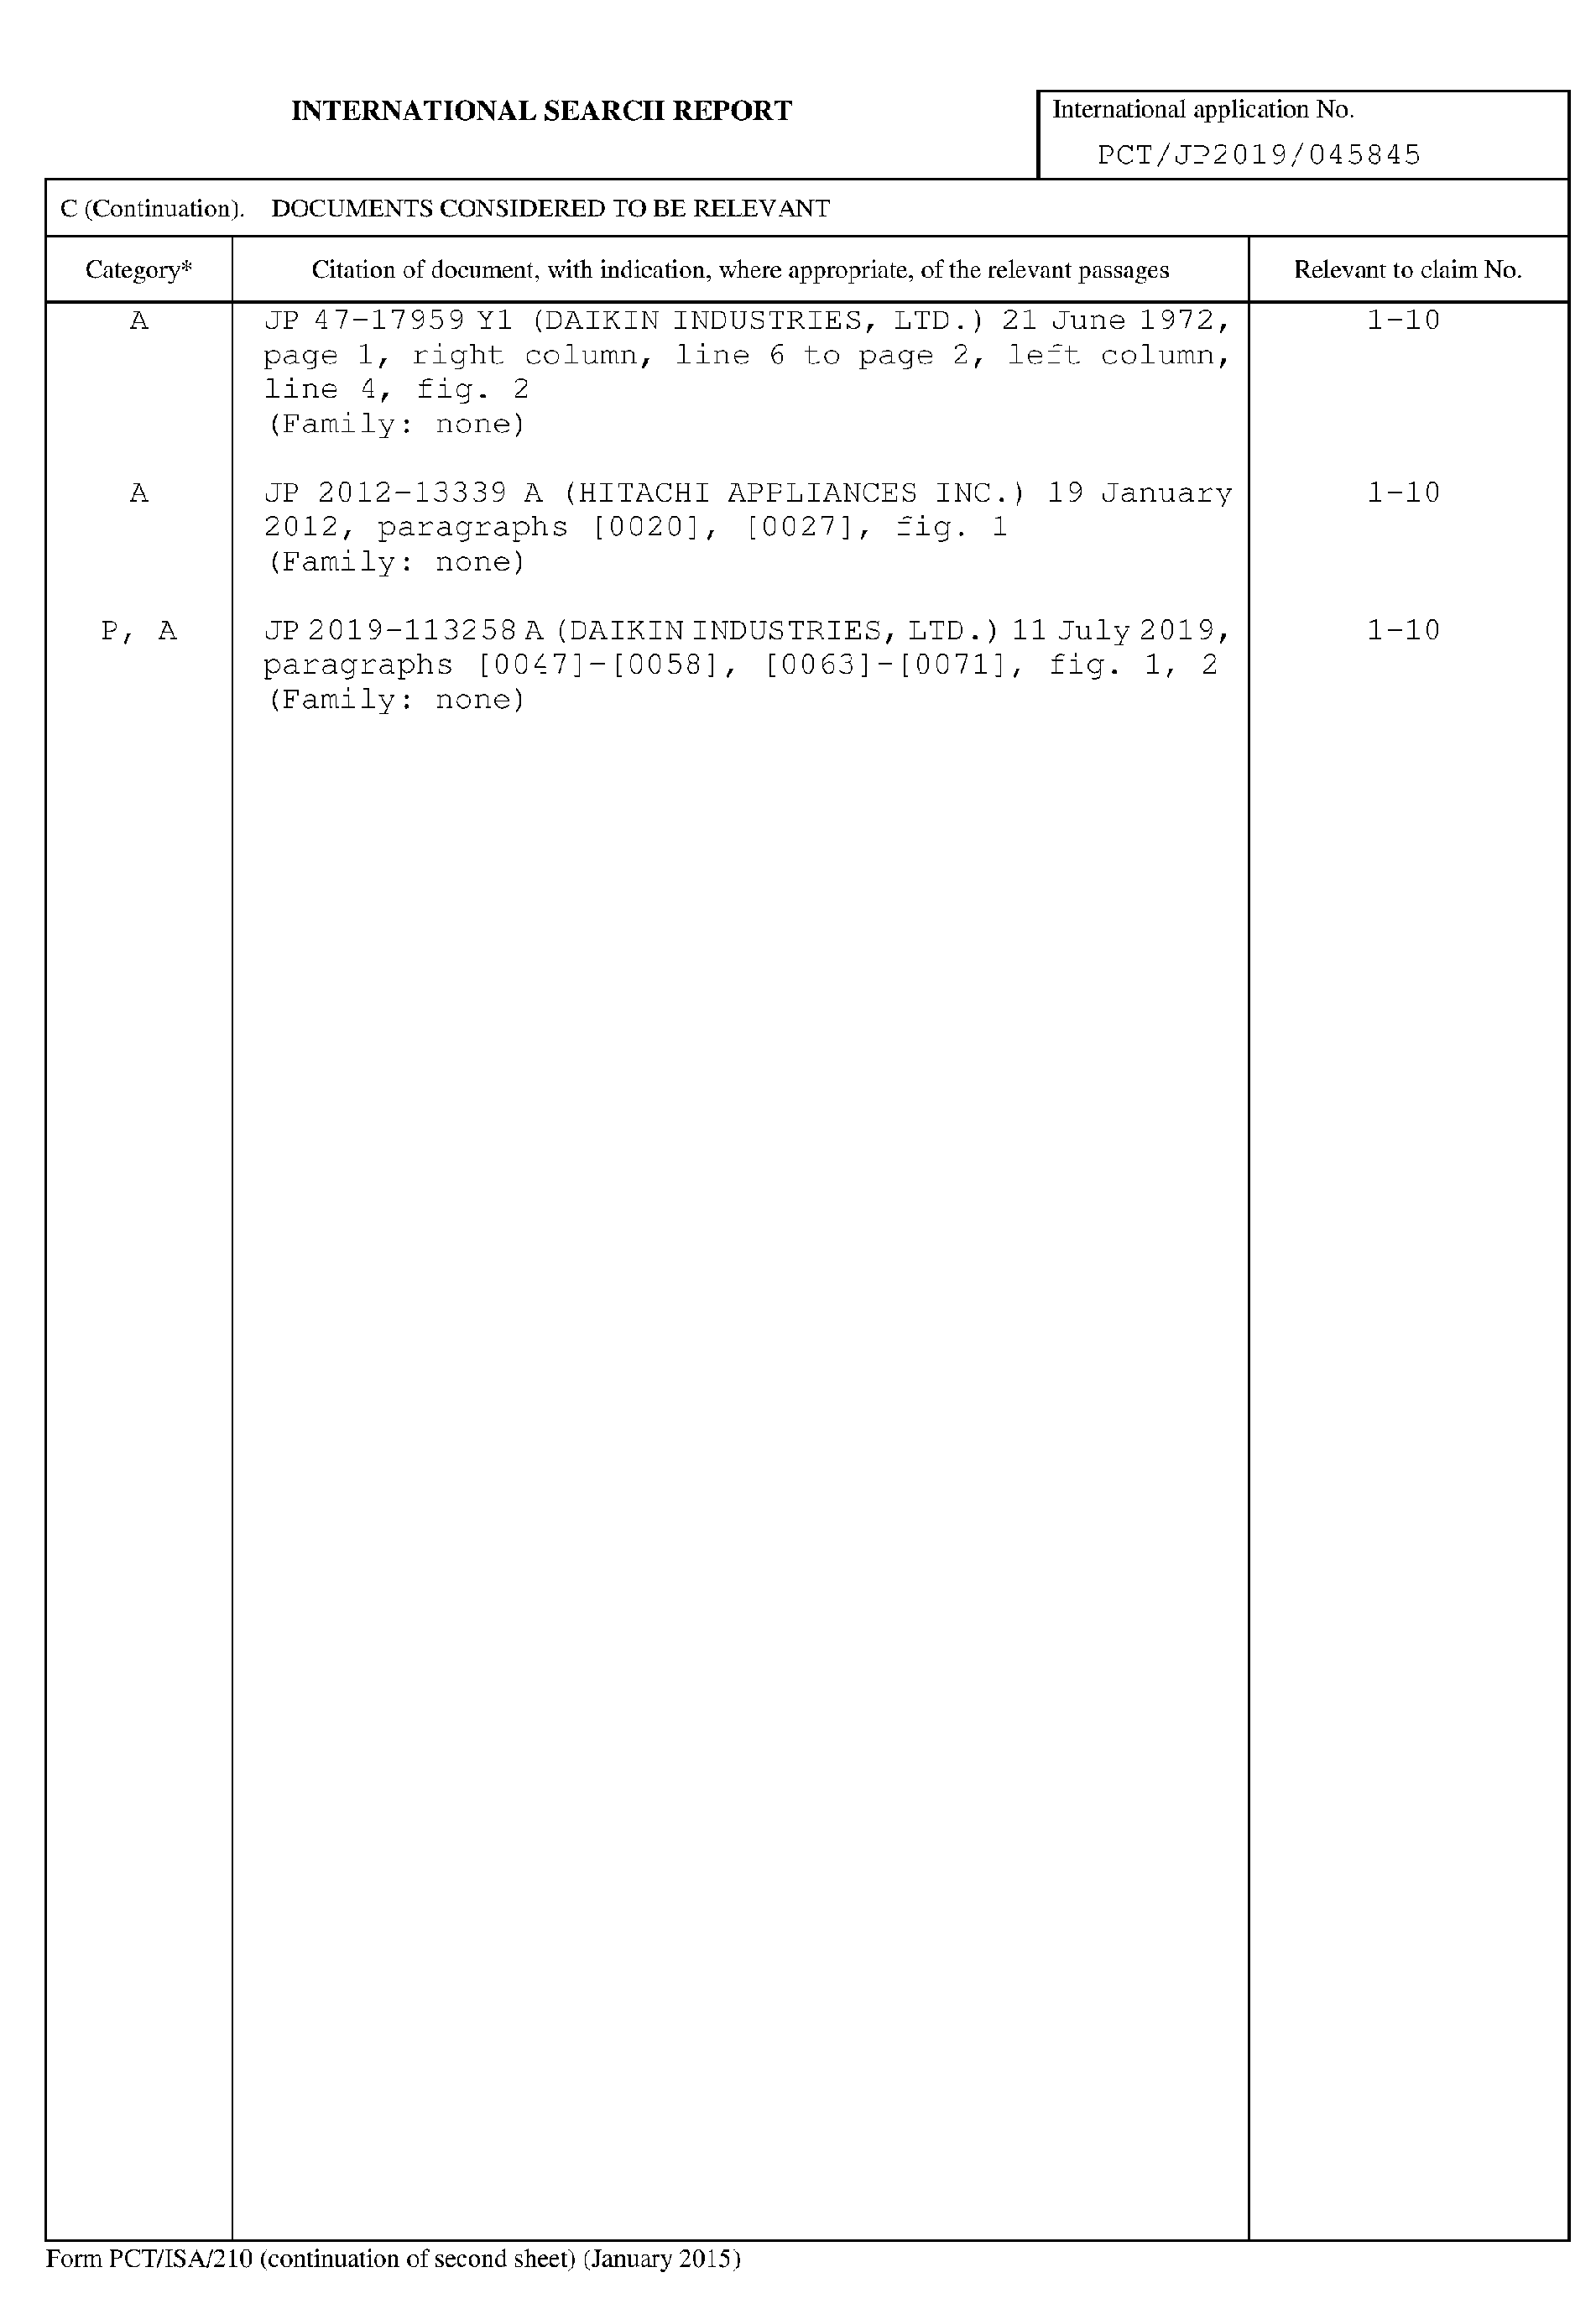 INTERNATIONAL SEARCH REPORT
International application No.
PCT/JP2019/045845
C (Continuation). DOCUMENTS CONSIDERED TO BE RELEVANT
Category* Citation of document, with indication, where appropriate, of the relevant passages Relevant to claim No.
A JP 47-17959 Y1 (DAIKIN INDUSTRIES, LTD.) 21 June 1972, 1-10
page 1, right column, line 6 to page 2, left column,
line 4, fig. 2
(Family: none)
A JP 2012-13339 A (HITACHI APPLIANCES INC.) 19 January 1-10
2012, paragraphs [0020], [0027], fig. 1
(Family: none)
P, A JP 2019-113258 A (DAIKIN INDUSTRIES, LTD.) 11 July 2019, 1-10
paragraphs [0047]-[0058], [0063]-[0071], fig. 1, 2
(Family: none)
Form PCT/ISA/210 (continuation of second sheet) (January 2015)